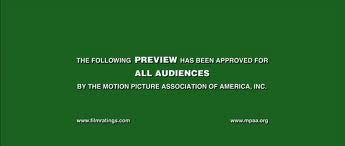 THE FOLLOWING PREVIEW HAS BEEN APPROVED FOR
ALL AUDIENCES
BY THE MOTION PICTURE ASSOCIATION OF AMERICA, INC.
www.filmratings.com www.mpaa.org